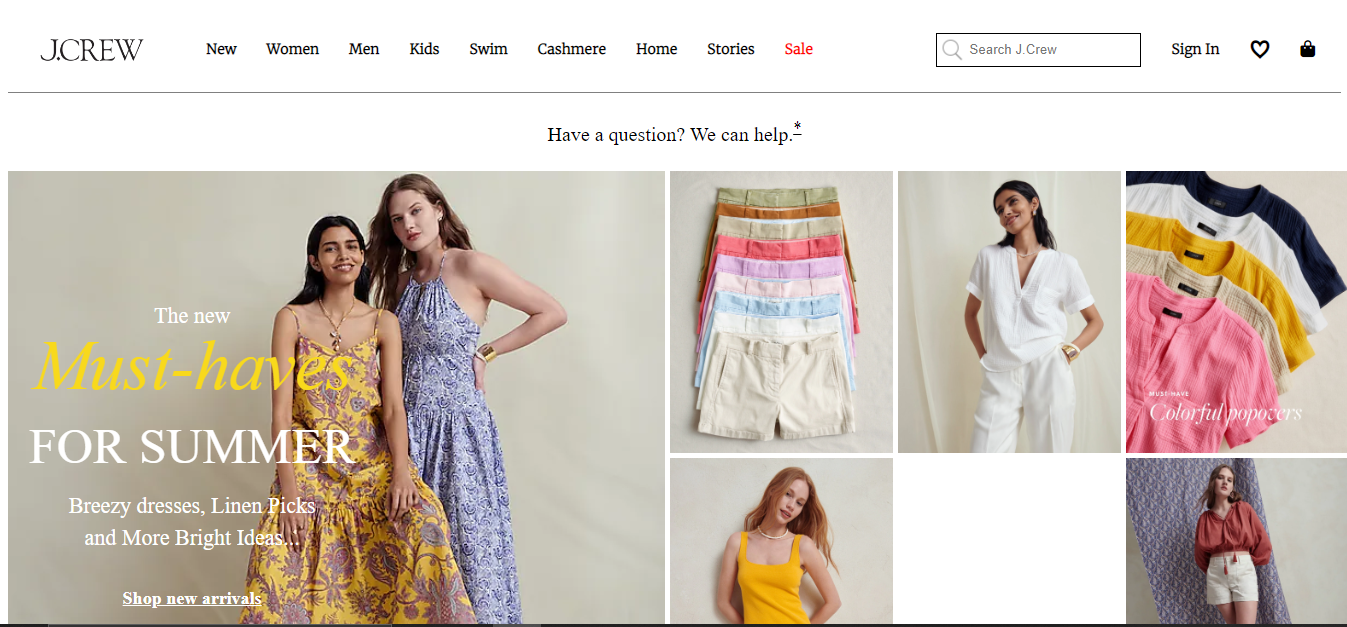 J.CREW
New Women Men Kids Swim Cashmere Home Stories Sale
Search J.Crew
Sign In
Have a question? We can help.*
The new
Must-haves
FOR SUMMER
Breezy dresses, Linen Picks
and More Bright Ideas...
Shop new arrivals
MUST-HAVE
Colorful popovers